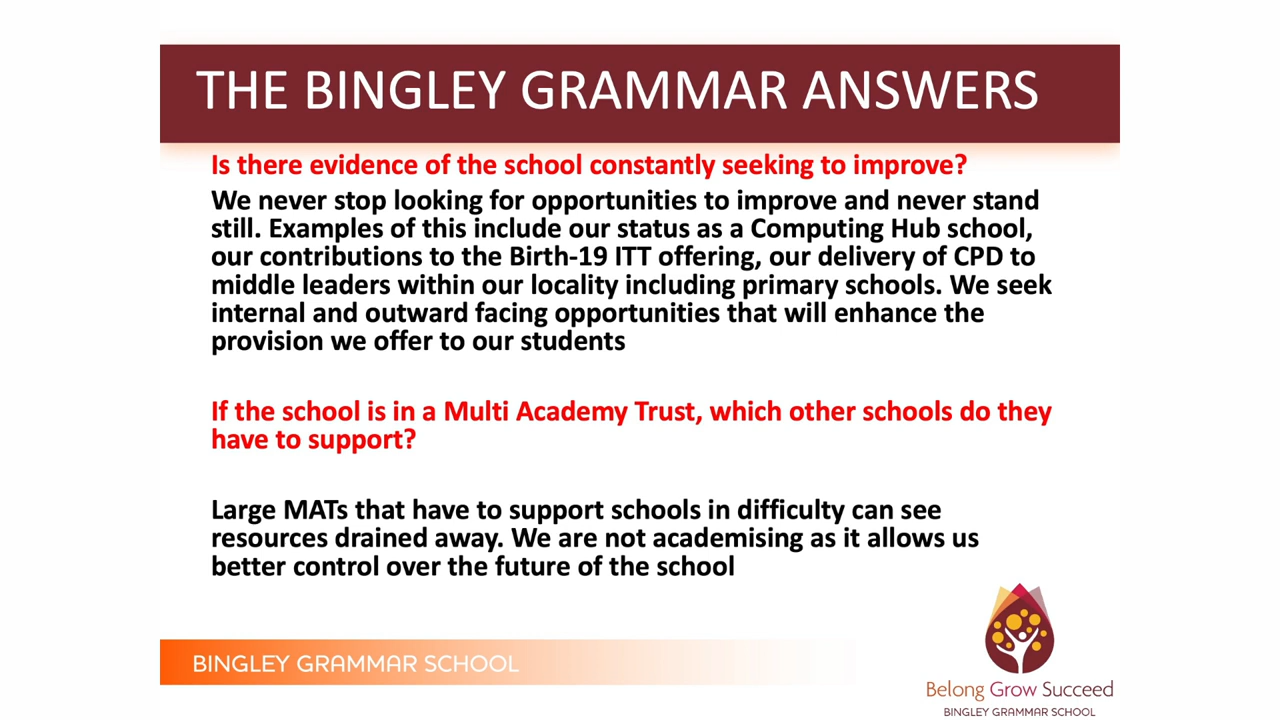 THE BINGLEY GRAMMAR ANSWERS
Is there evidence of the school constantly seeking to improve?
We never stop looking for opportunities to improve and never stand
still. Examples of this include our status as a Computing Hub school,
our contributions to the Birth-19 ITT offering, our delivery of CPD to
middle leaders within our locality including primary schools. We seek
internal and outward facing opportunities that will enhance the
provision we offer to our students
If the school is in a Multi Academy Trust, which other schools do they
have to support?
Large MATs that have to support schools in difficulty can see
resources drained away. We are not academising as it allows us
better control over the future of the school
BINGLEY GRAMMAR SCHOOL
Belong Grow Succeed
BINGLEY GRAMMAR SCHOOL